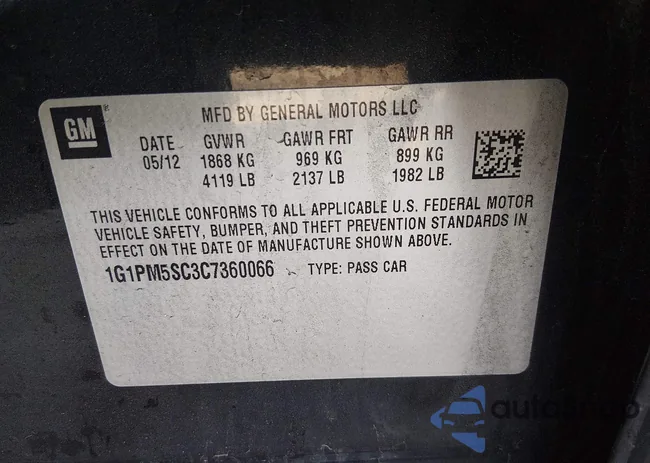 GM
MFD BY GENERAL MOTORS LLC
DATE GVWR GAWR FRT GAWR RR
05/12 1868 KG 969 KG 899 KG
4119 LB 2137 LB 1982 LB
THIS VEHICLE CONFORMS TO ALL APPLICABLE U.S. FEDERAL MOTOR
VEHICLE SAFETY, BUMPER, AND THEFT PREVENTION STANDARDS IN
EFFECT ON THE DATE OF MANUFACTURE SHOWN ABOVE.
1G1PM5SC3C7360066 TYPE: PASS CAR